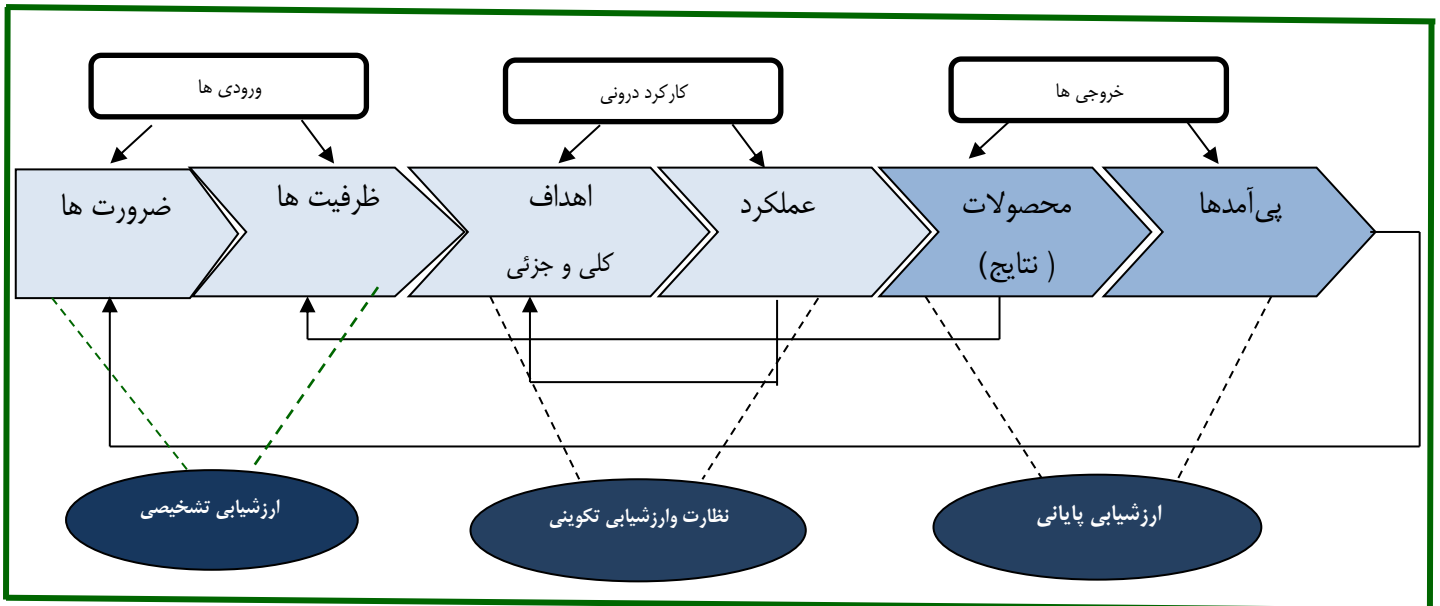 ورودی ها
کارکرد درونی
خروجی ها
ضرورت ها
ظرفیت ها
اهداف
کلی و جزئی
عملکرد
محصولات
( نتایج)
پی‌آمدها
ارزشیابی تشخیصی
نظارت وارزشیابی تکوینی
ارزشیابی پایانی